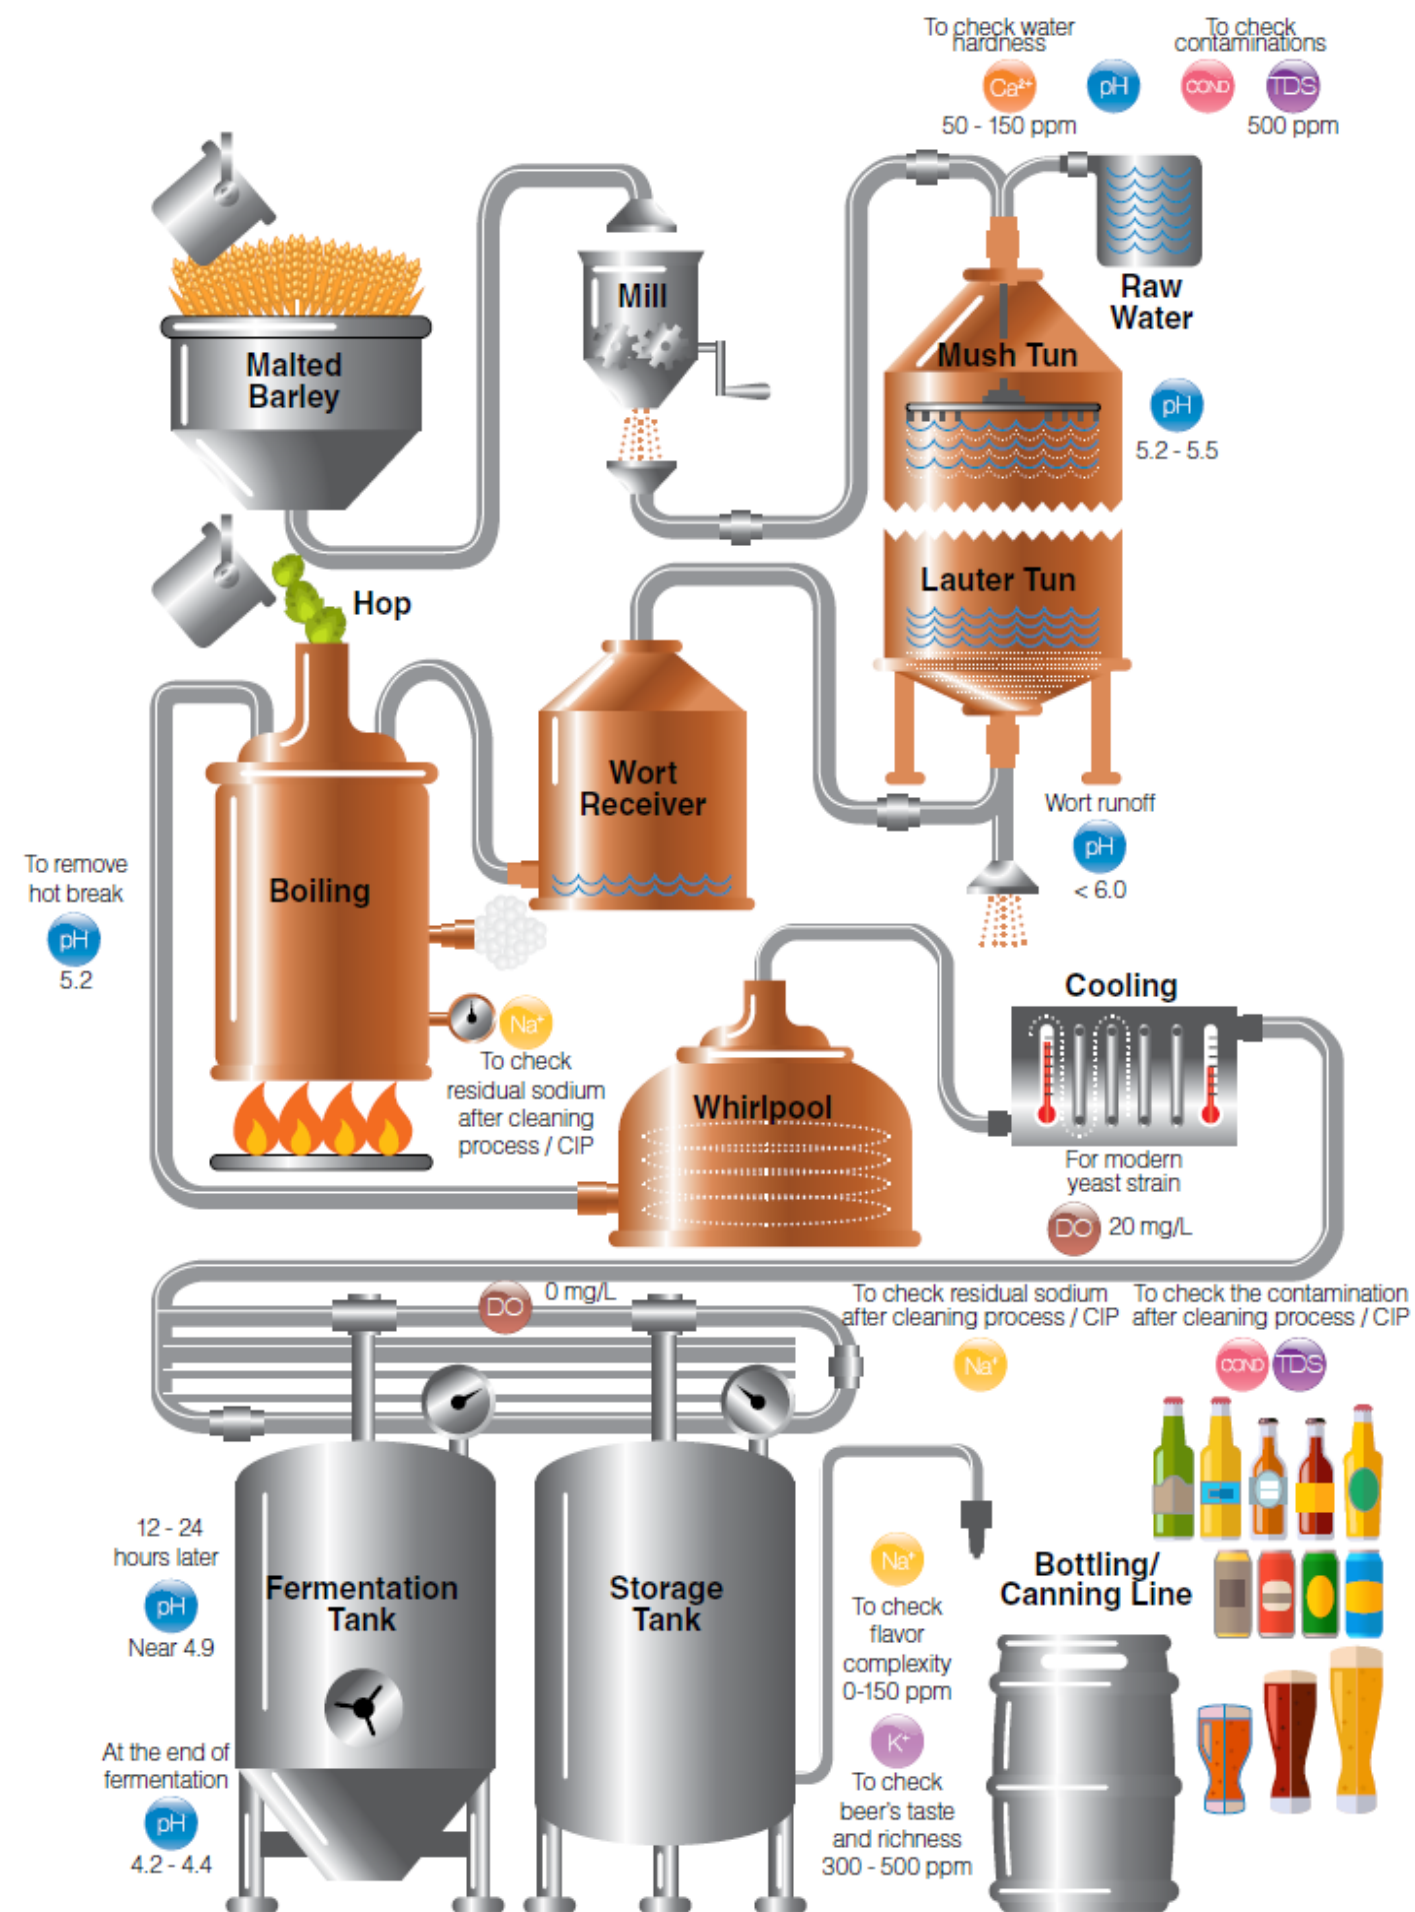 To check water
hardness
To check
contaminations
Ca²⁺
pH
COND
TDS
50 - 150 ppm
500 ppm
Raw
Water
Mill
Malted
Barley
Mush Tun
pH
5.2 - 5.5
Lauter Tun
Hop
Wort
Receiver
Wort runoff
pH
< 6.0
To remove
hot break
pH
5.2
Boiling
Na⁺
To check
residual sodium
after cleaning
process / CIP
Whirlpool
Cooling
For modern
yeast strain
DO
20 mg/L
DO
0 mg/L
To check residual sodium
after cleaning process / CIP
Na⁺
To check the contamination
after cleaning process / CIP
COND
TDS
12 - 24
hours later
pH
Near 4.9
Fermentation
Tank
At the end of
fermentation
pH
4.2 - 4.4
Storage
Tank
Na⁺
To check
flavor
complexity
0-150 ppm
K⁺
To check
beer's taste
and richness
300 - 500 ppm
Bottling/
Canning Line